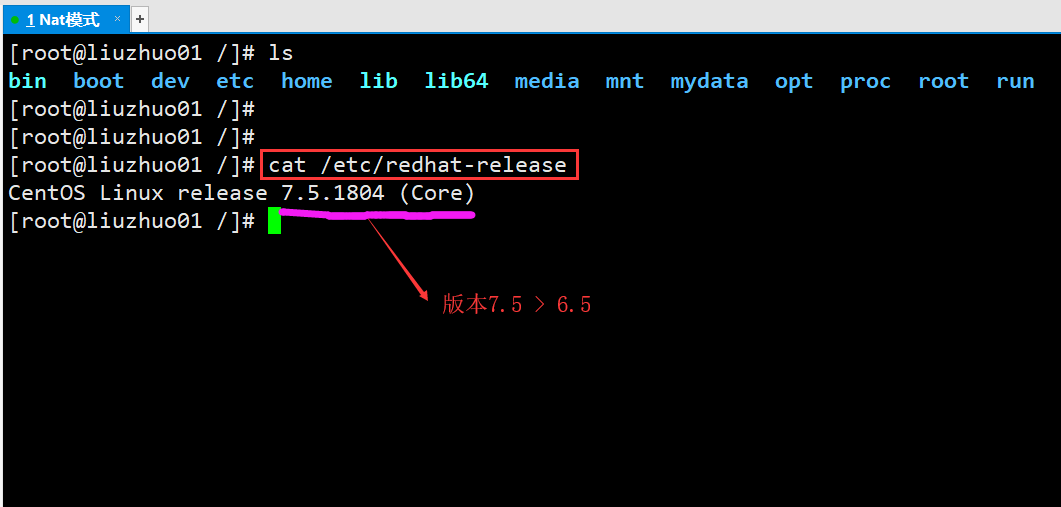 1 Nat模式 × +
[root@liuzhuo01 /]# ls
bin boot dev etc home lib lib64 media mnt mydata opt proc root run
[root@liuzhuo01 /]#
[root@liuzhuo01 /]#
[root@liuzhuo01 /]# cat /etc/redhat-release
CentOS Linux release 7.5.1804 (Core)
[root@liuzhuo01 /]#
版本7.5 > 6.5